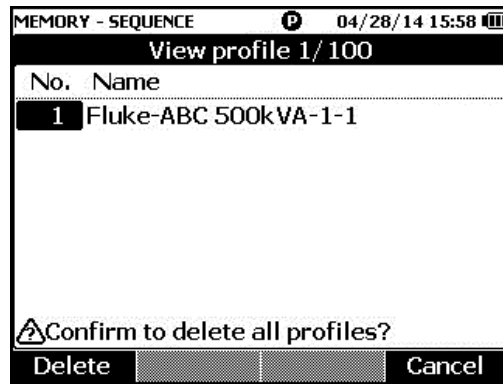 MEMORY - SEQUENCE P 04/28/14 15:58
View profile 1/100
No. Name
1 Fluke-ABC 500kVA-1-1
Confirm to delete all profiles?
Delete Cancel